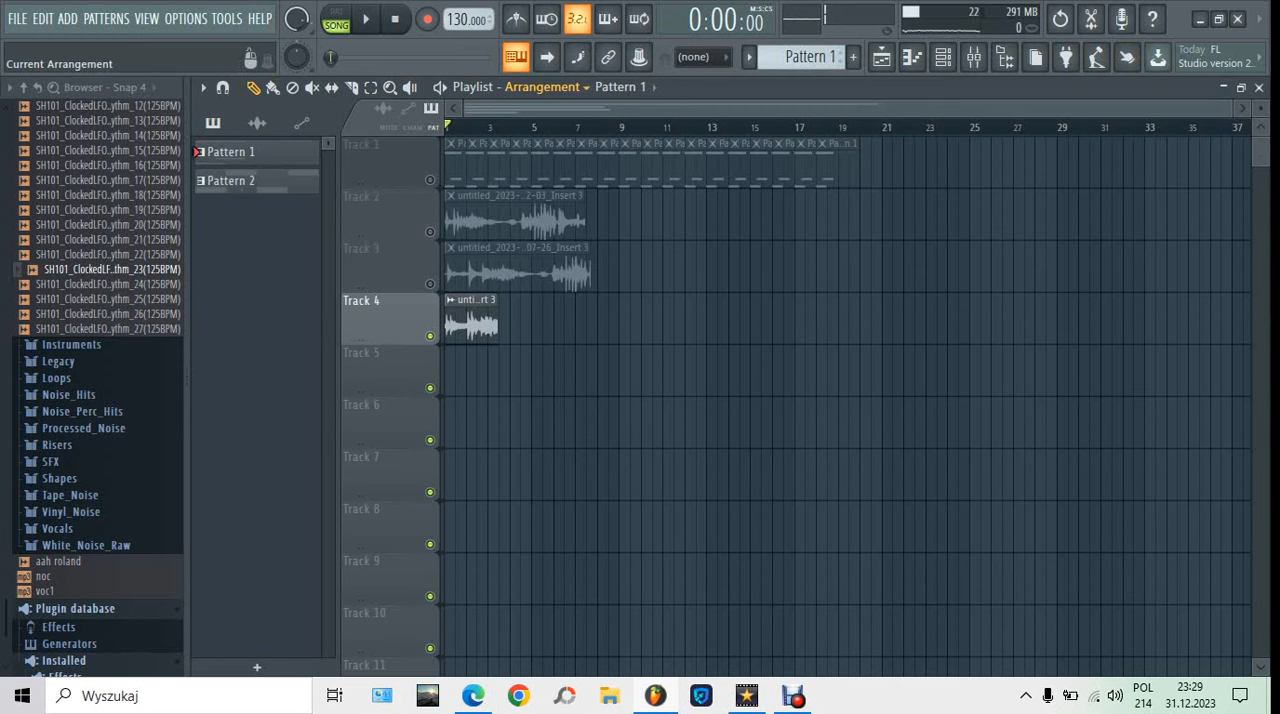 FILE EDIT ADD PATTERNS VIEW OPTIONS TOOLS HELP
SONG
130.000
3.2.
0:00:00
M:S:CS
22
291 MB
0
Current Arrangement
(none)
Pattern 1
Today FL
Studio version 2..
Browser - Snap 4
Playlist - Arrangement Pattern 1
SH101_ClockedLFO...ythm_12(125BPM)
SH101_ClockedLFO...ythm_13(125BPM)
SH101_ClockedLFO...ythm_14(125BPM)
SH101_ClockedLFO...ythm_15(125BPM)
SH101_ClockedLFO...ythm_16(125BPM)
SH101_ClockedLFO...ythm_17(125BPM)
SH101_ClockedLFO...ythm_18(125BPM)
SH101_ClockedLFO...ythm_19(125BPM)
SH101_ClockedLFO...ythm_20(125BPM)
SH101_ClockedLFO...ythm_21(125BPM)
SH101_ClockedLFO...ythm_22(125BPM)
SH101_ClockedLF...thm_23(125BPM)
SH101_ClockedLFO...ythm_24(125BPM)
SH101_ClockedLFO...ythm_25(125BPM)
SH101_ClockedLFO...ythm_26(125BPM)
SH101_ClockedLFO...ythm_27(125BPM)
Instruments
Legacy
Loops
Noise_Hits
Noise_Perc_Hits
Processed_Noise
Risers
SFX
Shapes
Tape_Noise
Vinyl_Noise
Vocals
White_Noise_Raw
aah roland
noc
voc1
Plugin database
Effects
Generators
Installed
Effects
Pattern 1
Pattern 2
CHAN PAT
1 3 5 7 9 11 13 15 17 19 21 23 25 27 29 31 33 35 37
Track 1
Pa...n 1
Track 2
untitled_2023-...2-03_Insert 3
Track 3
untitled_2023-...07-26_Insert 3
Track 4
unti...rt 3
Track 5
Track 6
Track 7
Track 8
Track 9
Track 10
Track 11
Wyszukaj
POL
214
23:29
31.12.2023